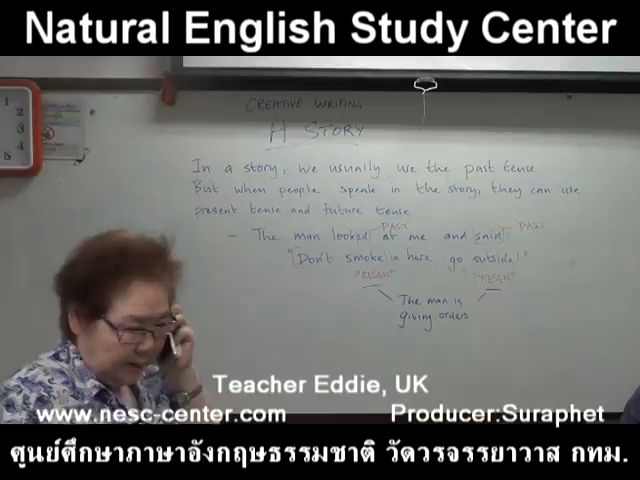 Natural English Study Center
1
2
3
4
5
CREATIVE WRITING
A STORY
In a story, we usually use the past tense
But when people speak in the story, they can use
present tense and future tense
PAST PAST
- The man looked at me and said:
"Don't smoke in here, go outside!"
PRESENT PRESENT
The man is
giving orders
Teacher Eddie, UK
www.nesc-center.com Producer:Suraphet
ศูนย์ศึกษาภาษาอังกฤษธรรมชาติ วัดวรจรรยาวาส กทม.